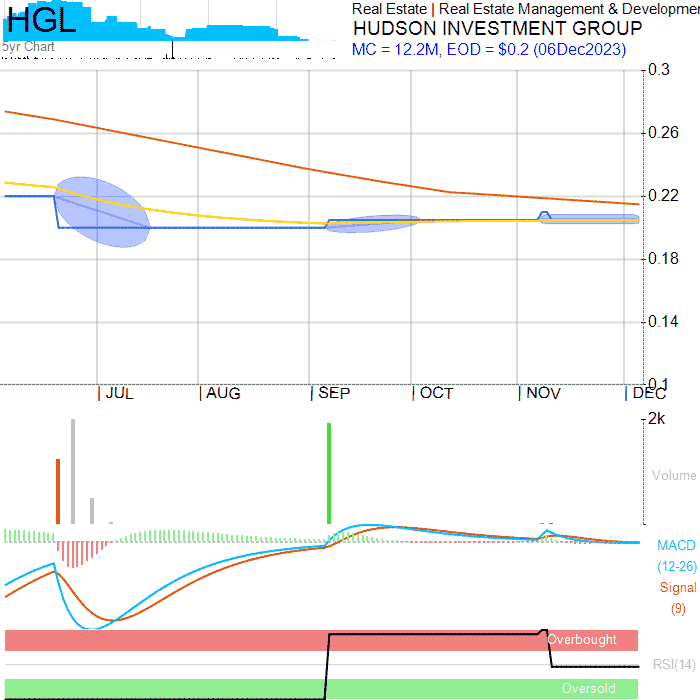 HGL
5yr Chart
Real Estate | Real Estate Management & Developmen
HUDSON INVESTMENT GROUP
MC = 12.2M, EOD = $0.2 (06Dec2023)
0.3
0.26
0.22
0.18
0.14
0.1
| JUL | AUG | SEP | OCT | NOV | DEC
2k
Volume
MACD
(12-26)
Signal
(9)
Overbought
RSI(14)
Oversold